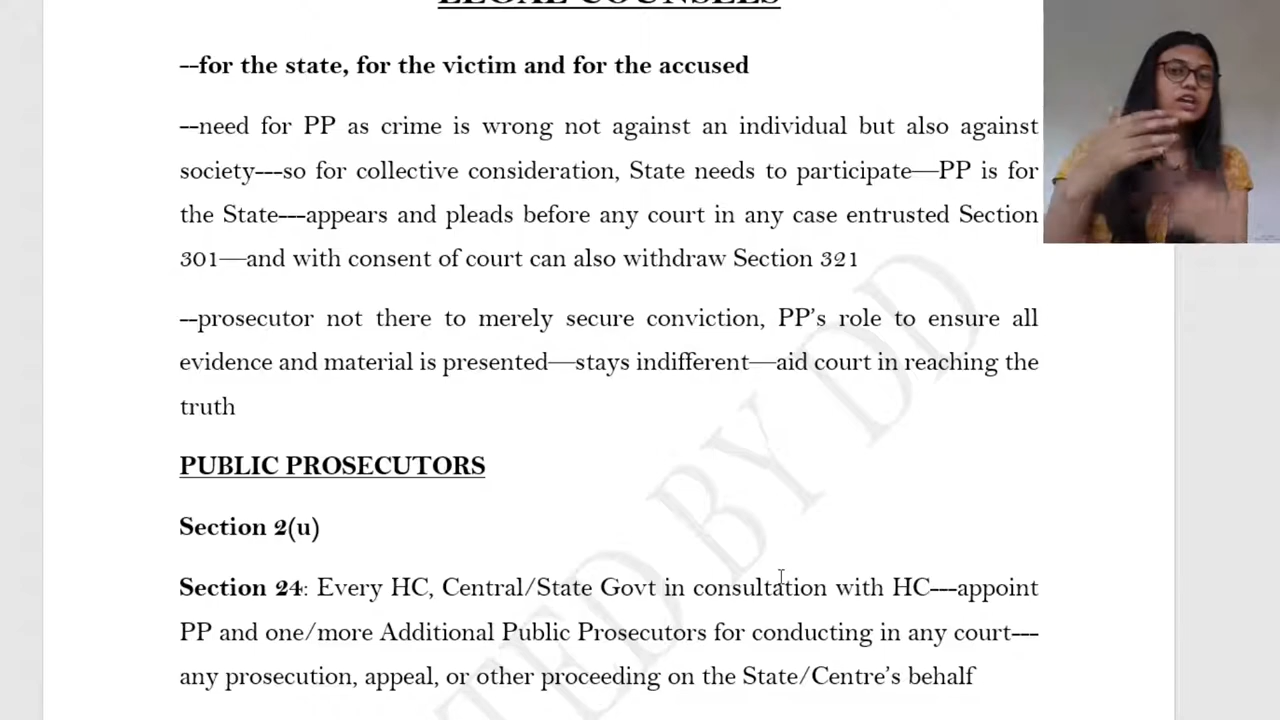 LEGAL COUNSELS
--for the state, for the victim and for the accused
--need for PP as crime is wrong not against an individual but also against
society---so for collective consideration, State needs to participate—PP is for
the State---appears and pleads before any court in any case entrusted Section
301—and with consent of court can also withdraw Section 321
--prosecutor not there to merely secure conviction, PP’s role to ensure all
evidence and material is presented—stays indifferent—aid court in reaching the
truth
PUBLIC PROSECUTORS
Section 2(u)
Section 24: Every HC, Central/State Govt in consultation with HC---appoint
PP and one/more Additional Public Prosecutors for conducting in any court---
any prosecution, appeal, or other proceeding on the State/Centre’s behalf
TED BY DD